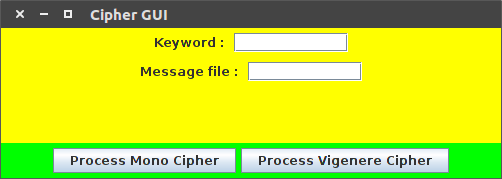 Cipher GUI
Keyword :
Message file :
Process Mono Cipher Process Vigenere Cipher